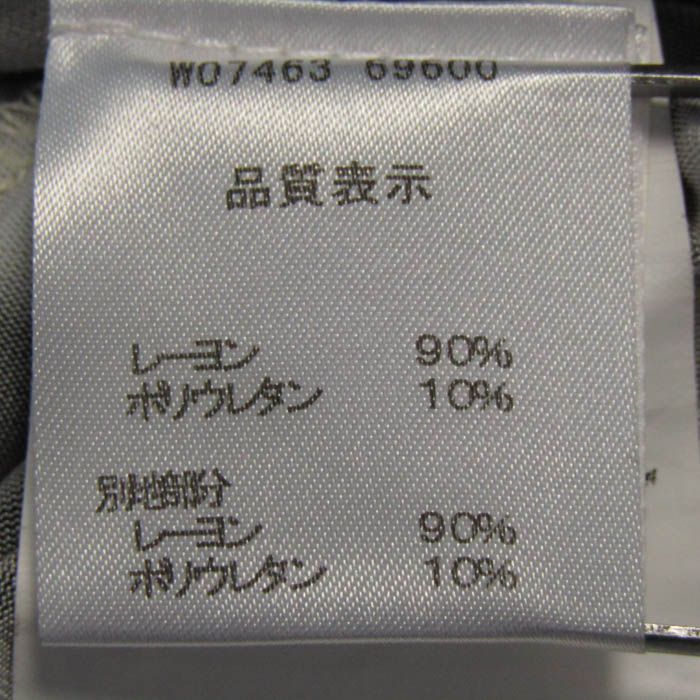 W07463 69600
品質表示
レーヨン 90%
ポリウレタン 10%
別地部分
レーヨン 90%
ポリウレタン 10%